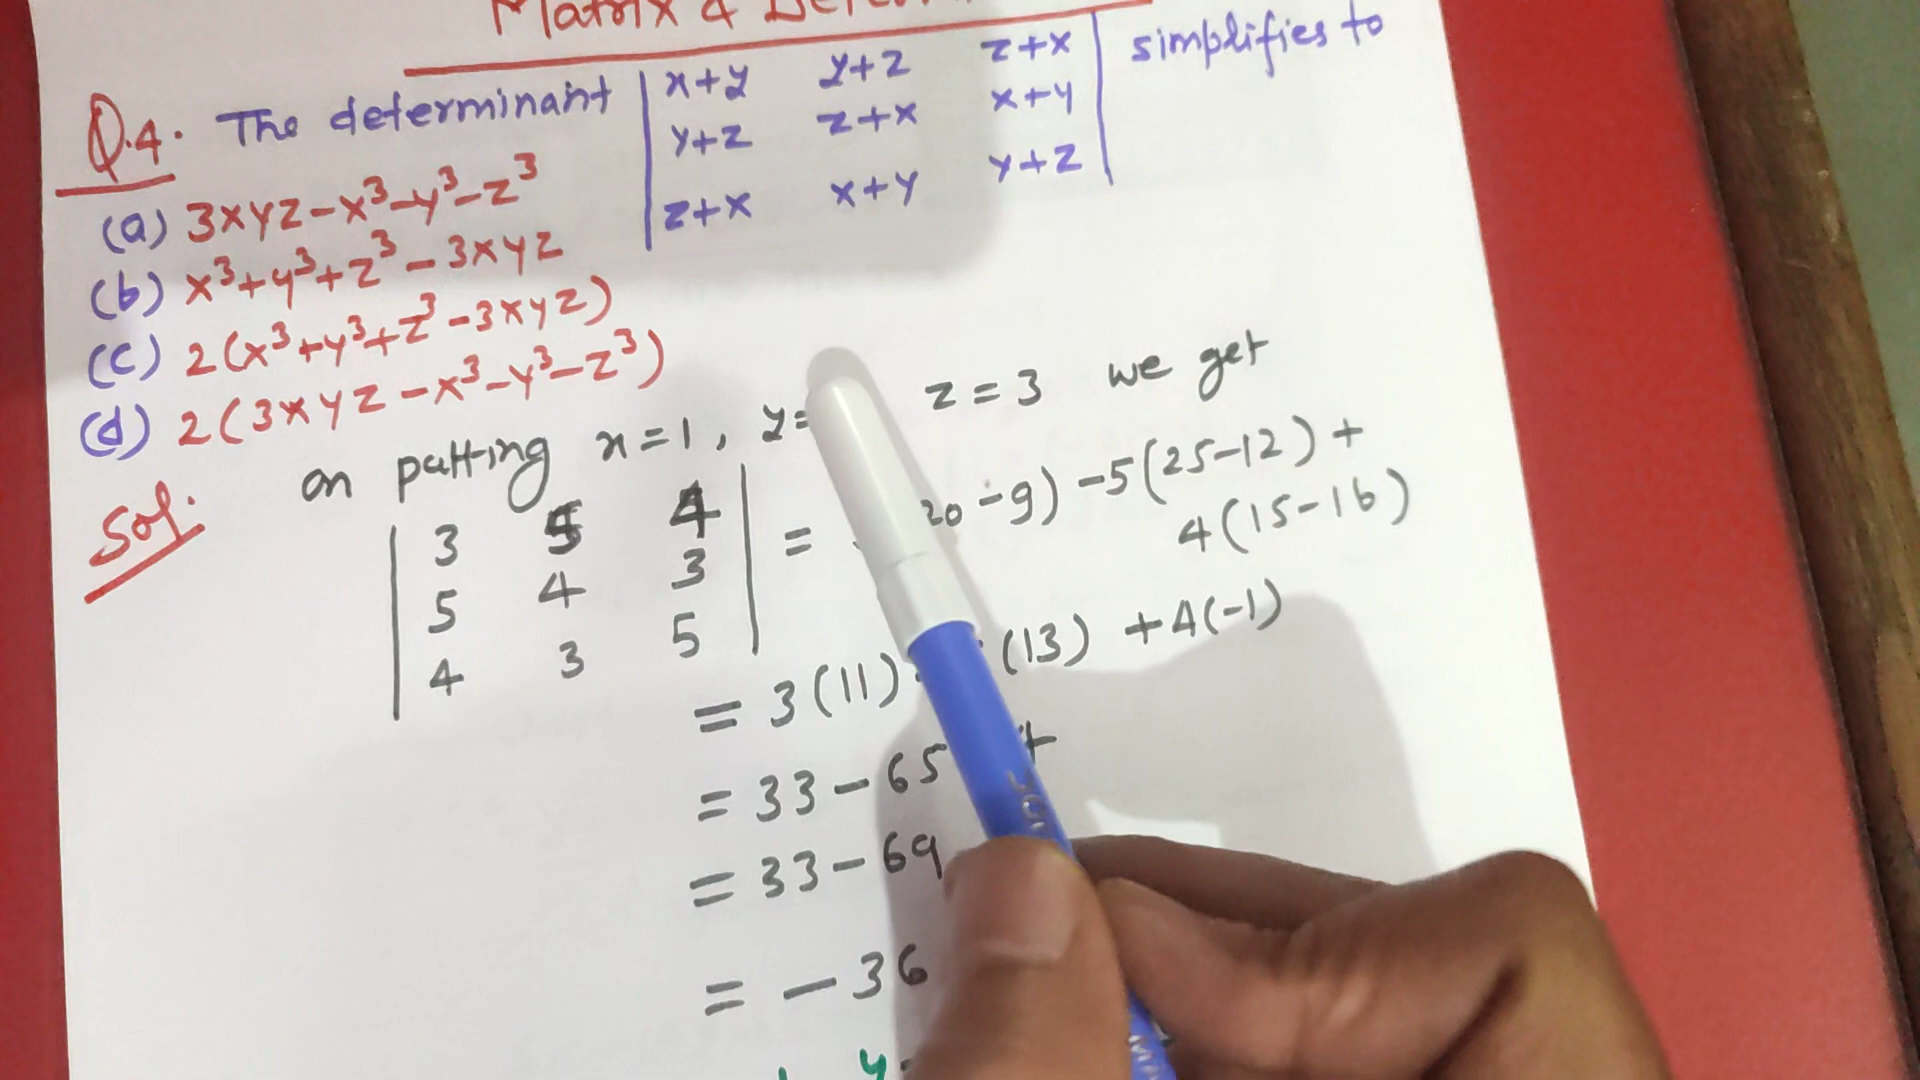 Matrix &
Q.4. The determinant | x+y y+z z+x | simplifies to
| y+z z+x x+y |
| z+x x+y y+z |
(a) 3xyz-x³-y³-z³
(b) x³+y³+z³-3xyz
(c) 2(x³+y³+z³-3xyz)
(d) 2(3xyz-x³-y³-z³)
Sol. on putting x=1, y= z=3 we get
| 3 5 4 | = 20-9) -5(25-12) +
| 5 4 3 | 4(15-16)
| 4 3 5 |
= 3(11) (13) +4(-1)
= 33-65
= 33-69
= -36
y